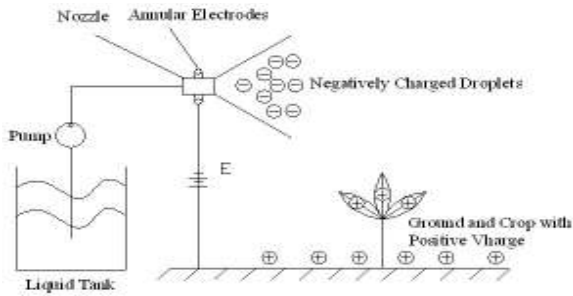 Nozzle
Annular Electrodes
Negatively Charged Droplets
Pump
E
Ground and Crop with
Positive Vharge
Liquid Tank